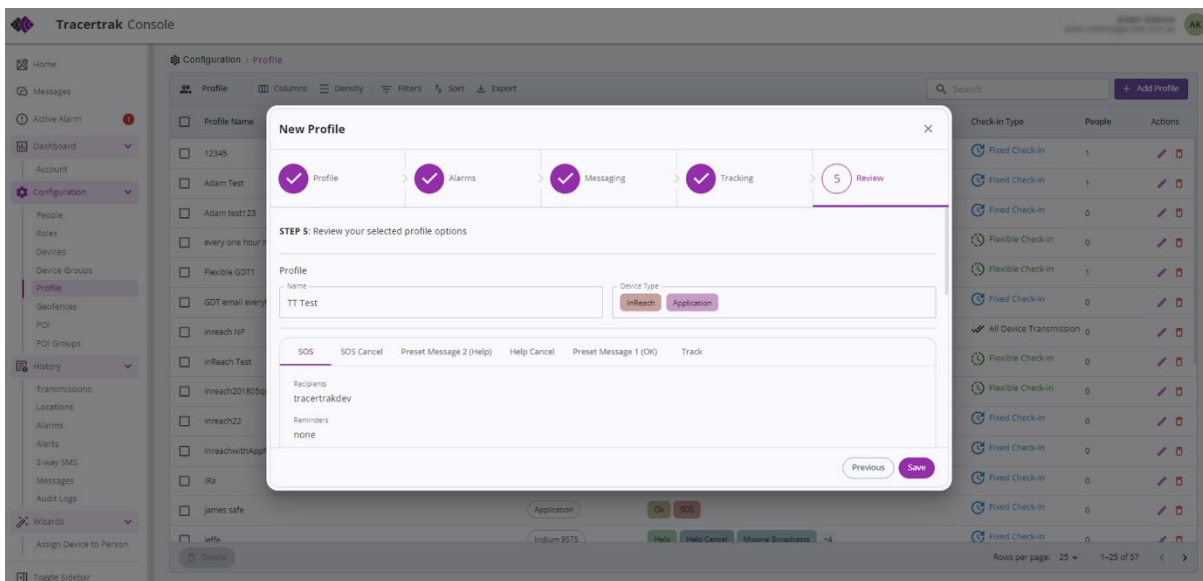 Tracertrak Console
AK
Home
Messages
Active Alarm
Dashboard
Account
Configuration
People
Roles
Devices
Device Groups
Profile
Geofences
POI
POI Groups
History
Transmissions
Locations
Alarms
Alerts
2-way SMS
Messages
Audit Logs
Wizards
Assign Device to Person
Toggle Sidebar
Configuration › Profile
Profile Columns Density Filters Sort Export Search + Add Profile
Profile Name Check-in Type People Actions
12345 Fixed Check-in 1
Adam Test Fixed Check-in 1
Adam test123 Fixed Check-in 0
every one hour Flexible Check-in 0
Flexible GDT1 Flexible Check-in 1
GDT email Fixed Check-in 0
inreach NP All Device Transmission 0
inReach Test Flexible Check-in 0
Flexible Check-in 0
inreach22 Fixed Check-in 0
Fixed Check-in 0
IRa Fixed Check-in 0
james safe Application Ok SOS Fixed Check-in 0
Jeffe Iridium 9575 Help Help Cancel Missing Broadcasts +4 Fixed Check-in 0
Delete Rows per page: 25 1–25 of 57
New Profile
Profile Alarms Messaging Tracking 5 Review
STEP 5: Review your selected profile options
Profile
Name
TT Test
Device Type
InReach Application
SOS SOS Cancel Preset Message 2 (Help) Help Cancel Preset Message 1 (OK) Track
Recipients
tracertrakdev
Reminders
none
Previous Save